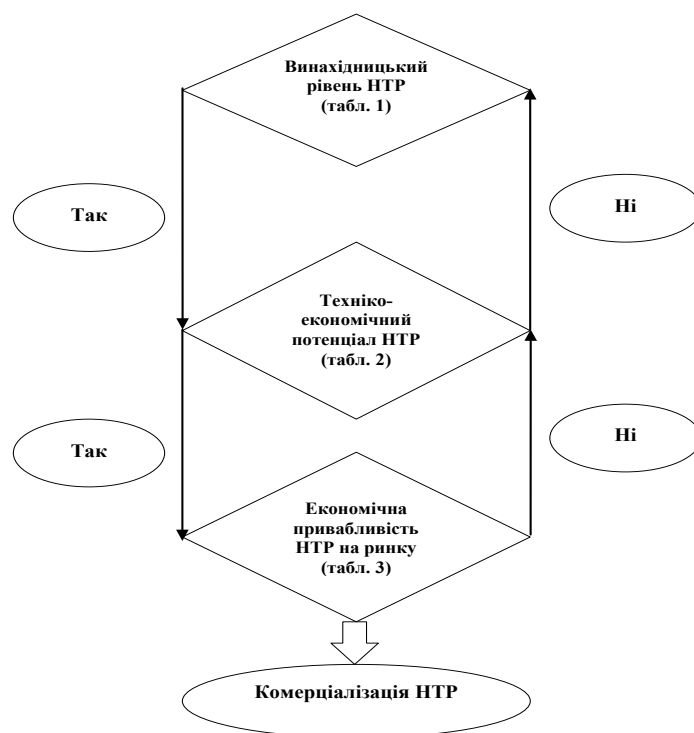 Винахідницький
рівень НТР
(табл. 1)
Так
Ні
Техніко-
економічний
потенціал НТР
(табл. 2)
Так
Ні
Економічна
привабливість
НТР на ринку
(табл. 3)
Комерціалізація НТР